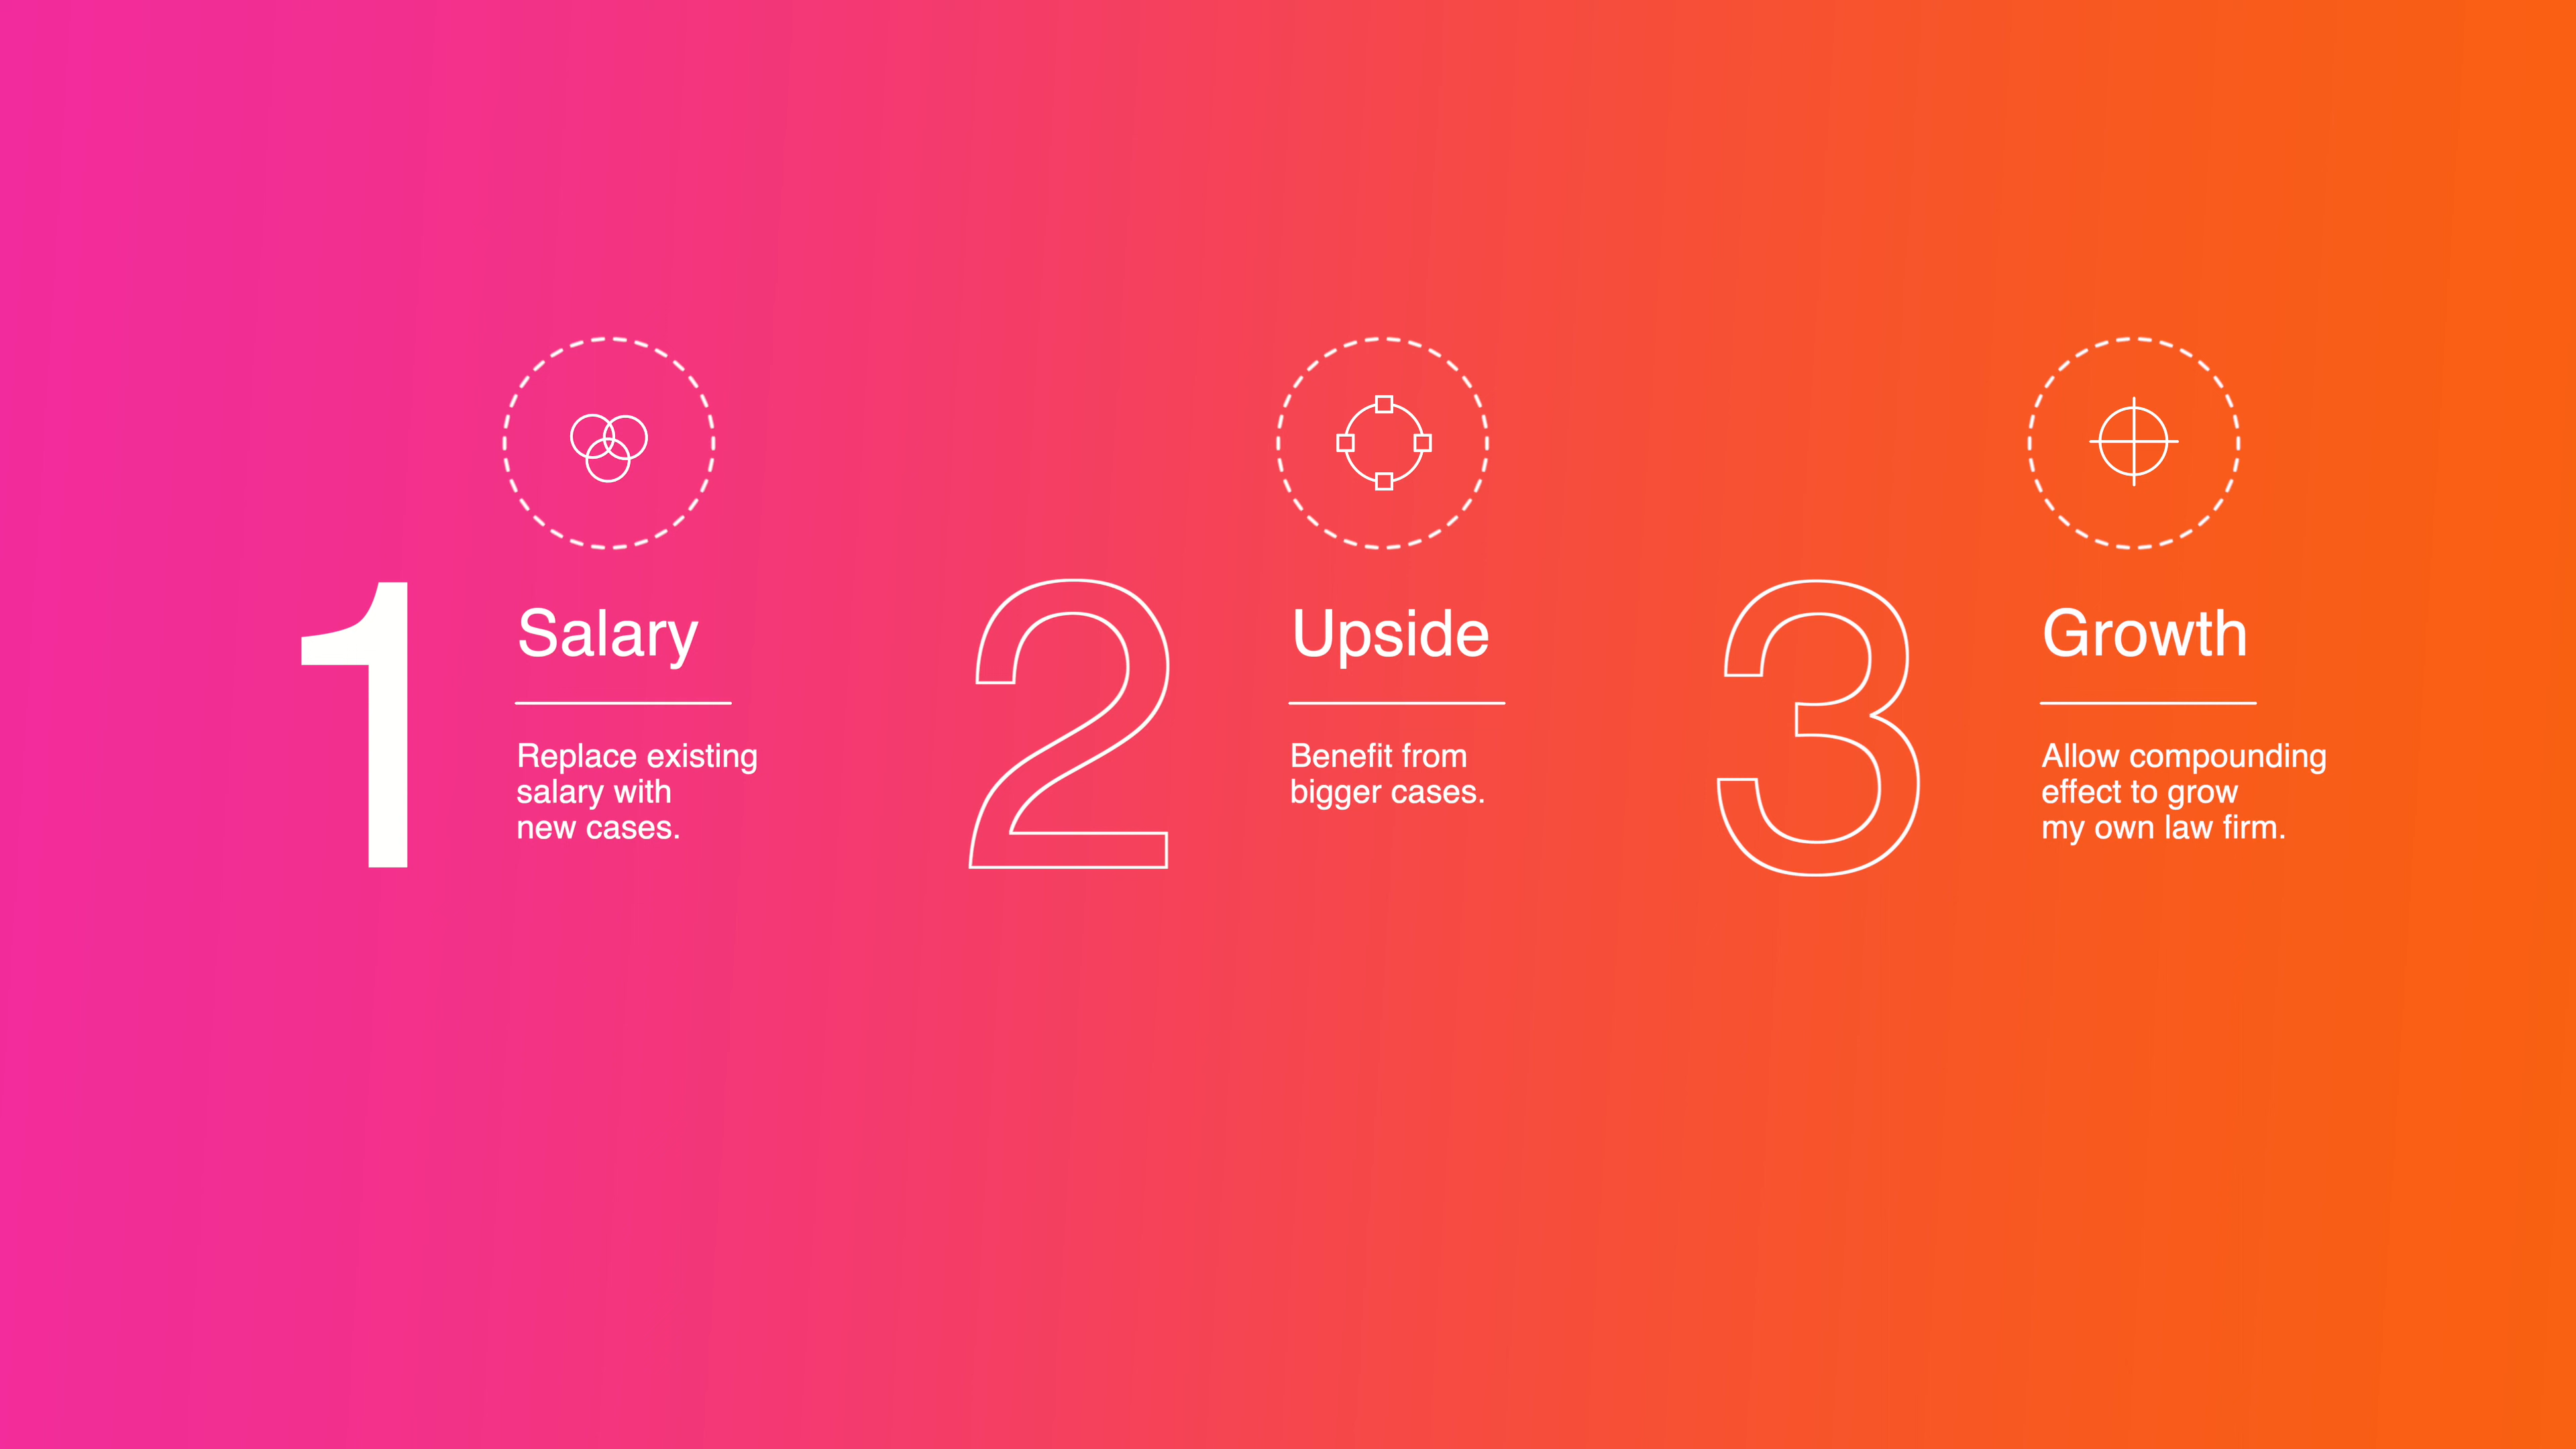 1
Salary
Replace existing
salary with
new cases.
2
Upside
Benefit from
bigger cases.
3
Growth
Allow compounding
effect to grow
my own law firm.